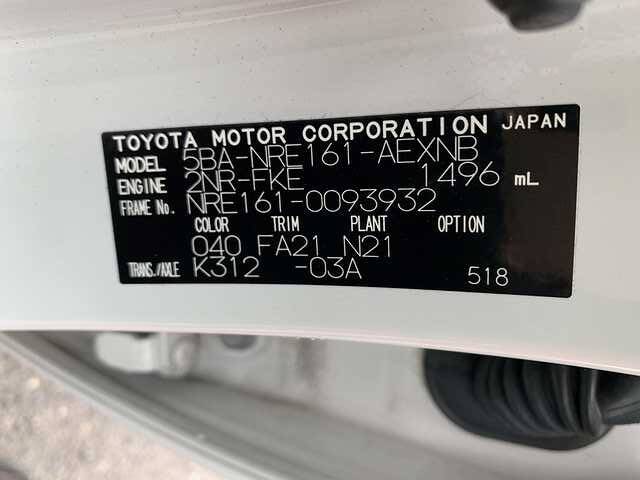 TOYOTA MOTOR CORPORATION JAPAN
MODEL 5BA-NRE161-AEXNB
ENGINE 2NR-FKE 1496 mL
FRAME No. NRE161-0093932
COLOR TRIM PLANT OPTION
040 FA21 N21
TRANS./AXLE K312 -03A 518